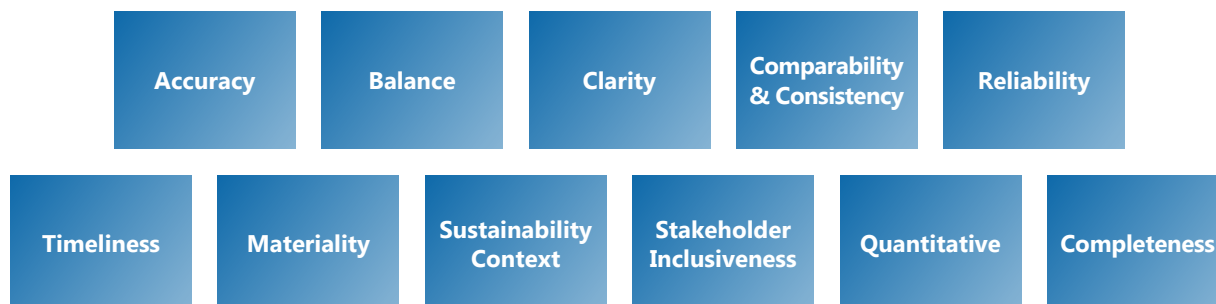 Accuracy
Balance
Clarity
Comparability
& Consistency
Reliability
Timeliness
Materiality
Sustainability
Context
Stakeholder
Inclusiveness
Quantitative
Completeness